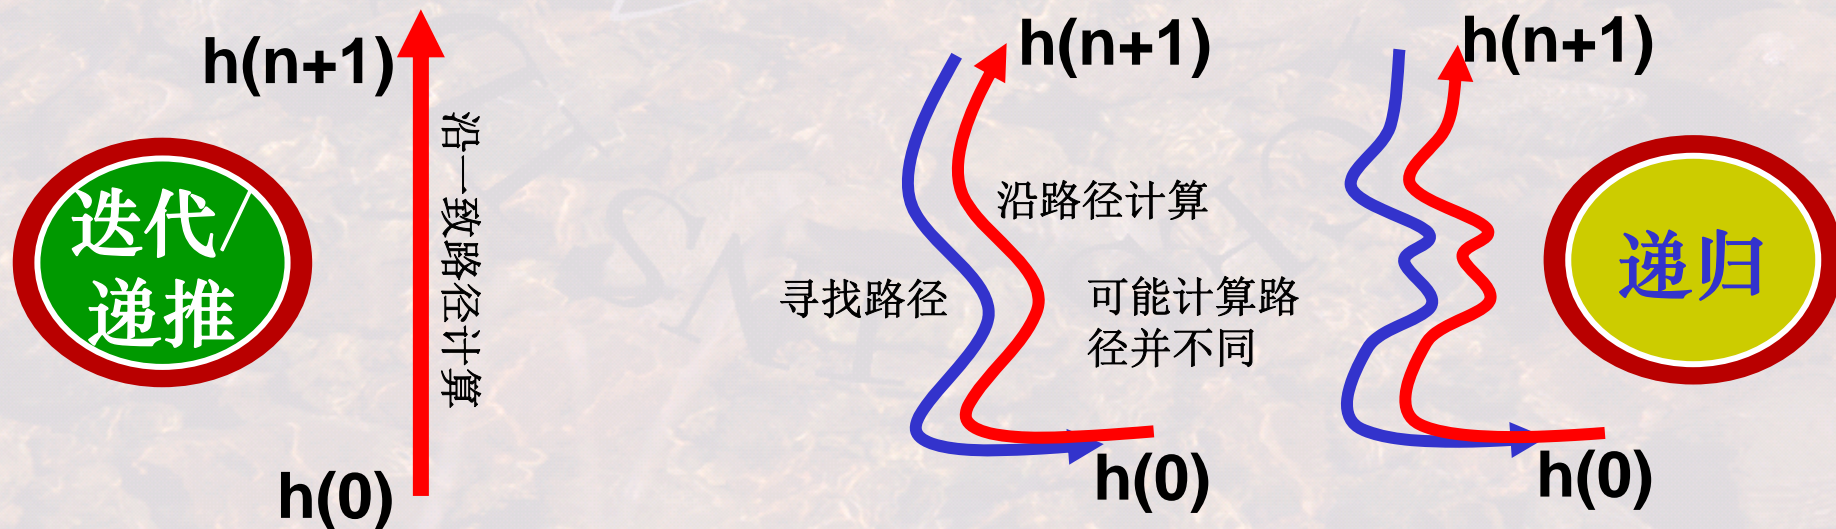 h(n+1)
沿一致路径计算
迭代/
递推
h(0)
h(n+1)
沿路径计算
寻找路径
可能计算路
径并不同
h(0)
h(n+1)
递归
h(0)